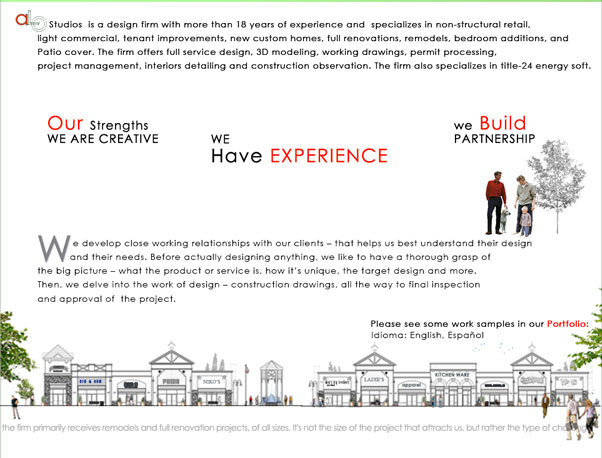 abc Studios is a design firm with more than 18 years of experience and specializes in non-structural retail,
light commercial, tenant improvements, new custom homes, full renovations, remodels, bedroom additions, and
Patio cover. The firm offers full service design, 3D modeling, working drawings, permit processing,
project management, interiors detailing and construction observation. The firm also specializes in title-24 energy soft.
Our Strengths
WE ARE CREATIVE
WE
Have EXPERIENCE
we Build
PARTNERSHIP
We develop close working relationships with our clients – that helps us best understand their design
and their needs. Before actually designing anything, we like to have a thorough grasp of
the big picture – what the product or service is, how it's unique, the target design and more.
Then, we delve into the work of design – construction drawings, all the way to final inspection
and approval of the project.
Please see some work samples in our Portfolio:
Idioma: English, Español
NIKO'S
LADIE'S
apparel
KITCHEN WARE
the firm primarily receives remodels and full renovation projects, of all sizes, It's not the size of the project that attracts us, but rather the type of